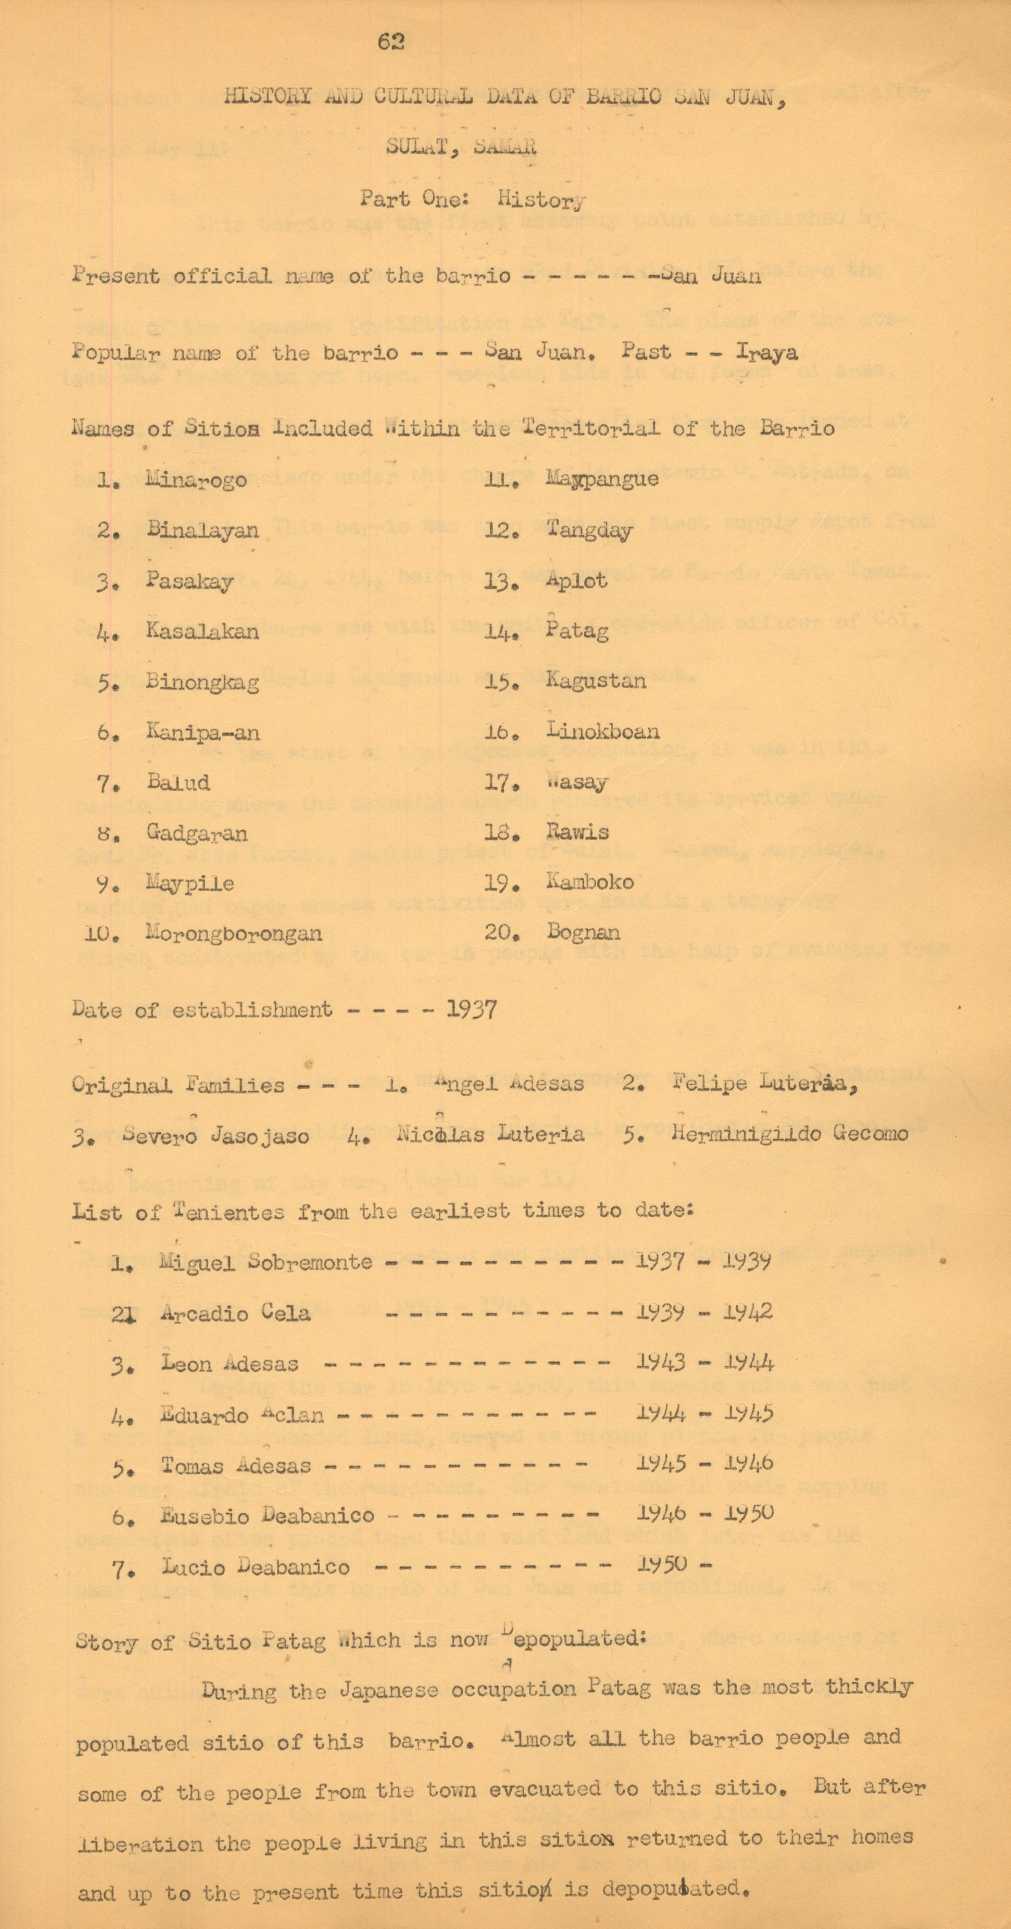 62
HISTORY AND CULTURAL DATA OF BARRIO SAN JUAN,
SULAT, SAMAR
Part One: History
Present official name of the bario - - - - - - -San Juan
Popular name of the barrio - - - San Juan. Past - - Iraya
Names of Sitios Included Within the Territorial of the Barrio
1. Minarogo 11. Maypangue
2. Binalayan 12. Tangday
3. Pasakay 13. Aplot
4. Kasalakan 14. Patag
5. Binongkag 15. Kagustan
6. Kanipa-an 16. Linokboan
7. Balud 17. Wasay
8. Gadgaran 18. Rawis
9. Maypile 19. Kamboko
10. Morongborongan 20. Bognan
Date of establishment - - - - 1937
Original Families - - - 1. Angel Adesas 2. Felipe Luteria,
3. Severo Jasojaso 4. Nicolas Luteria 5. Herminigildo Gecomo
List of Tenientes from the earliest times to date:
1. Miguel Sobremonte - - - - - - - - - - 1937 - 1939
2. Arcadio Cela - - - - - - - - - - 1939 - 1942
3. Leon Adesas - - - - - - - - - - - - 1943 - 1944
4. Eduardo Aclan - - - - - - - - - - - 1944 - 1945
5. Tomas Adesas - - - - - - - - - - - 1945 - 1946
6. Eusebio Deabanico - - - - - - - - - 1946 - 1950
7. Lucio Deabanico - - - - - - - - - - 1950 -
Story of Sitio Patag Which is now Depopulated:
During the Japanese occupation Patag was the most thickly
populated sitio of this barrio. Almost all the barrio people and
some of the people from the town evacuated to this sitio. But after
liberation the people living in this sitio returned to their homes
and up to the present time this sitio is depopulated.